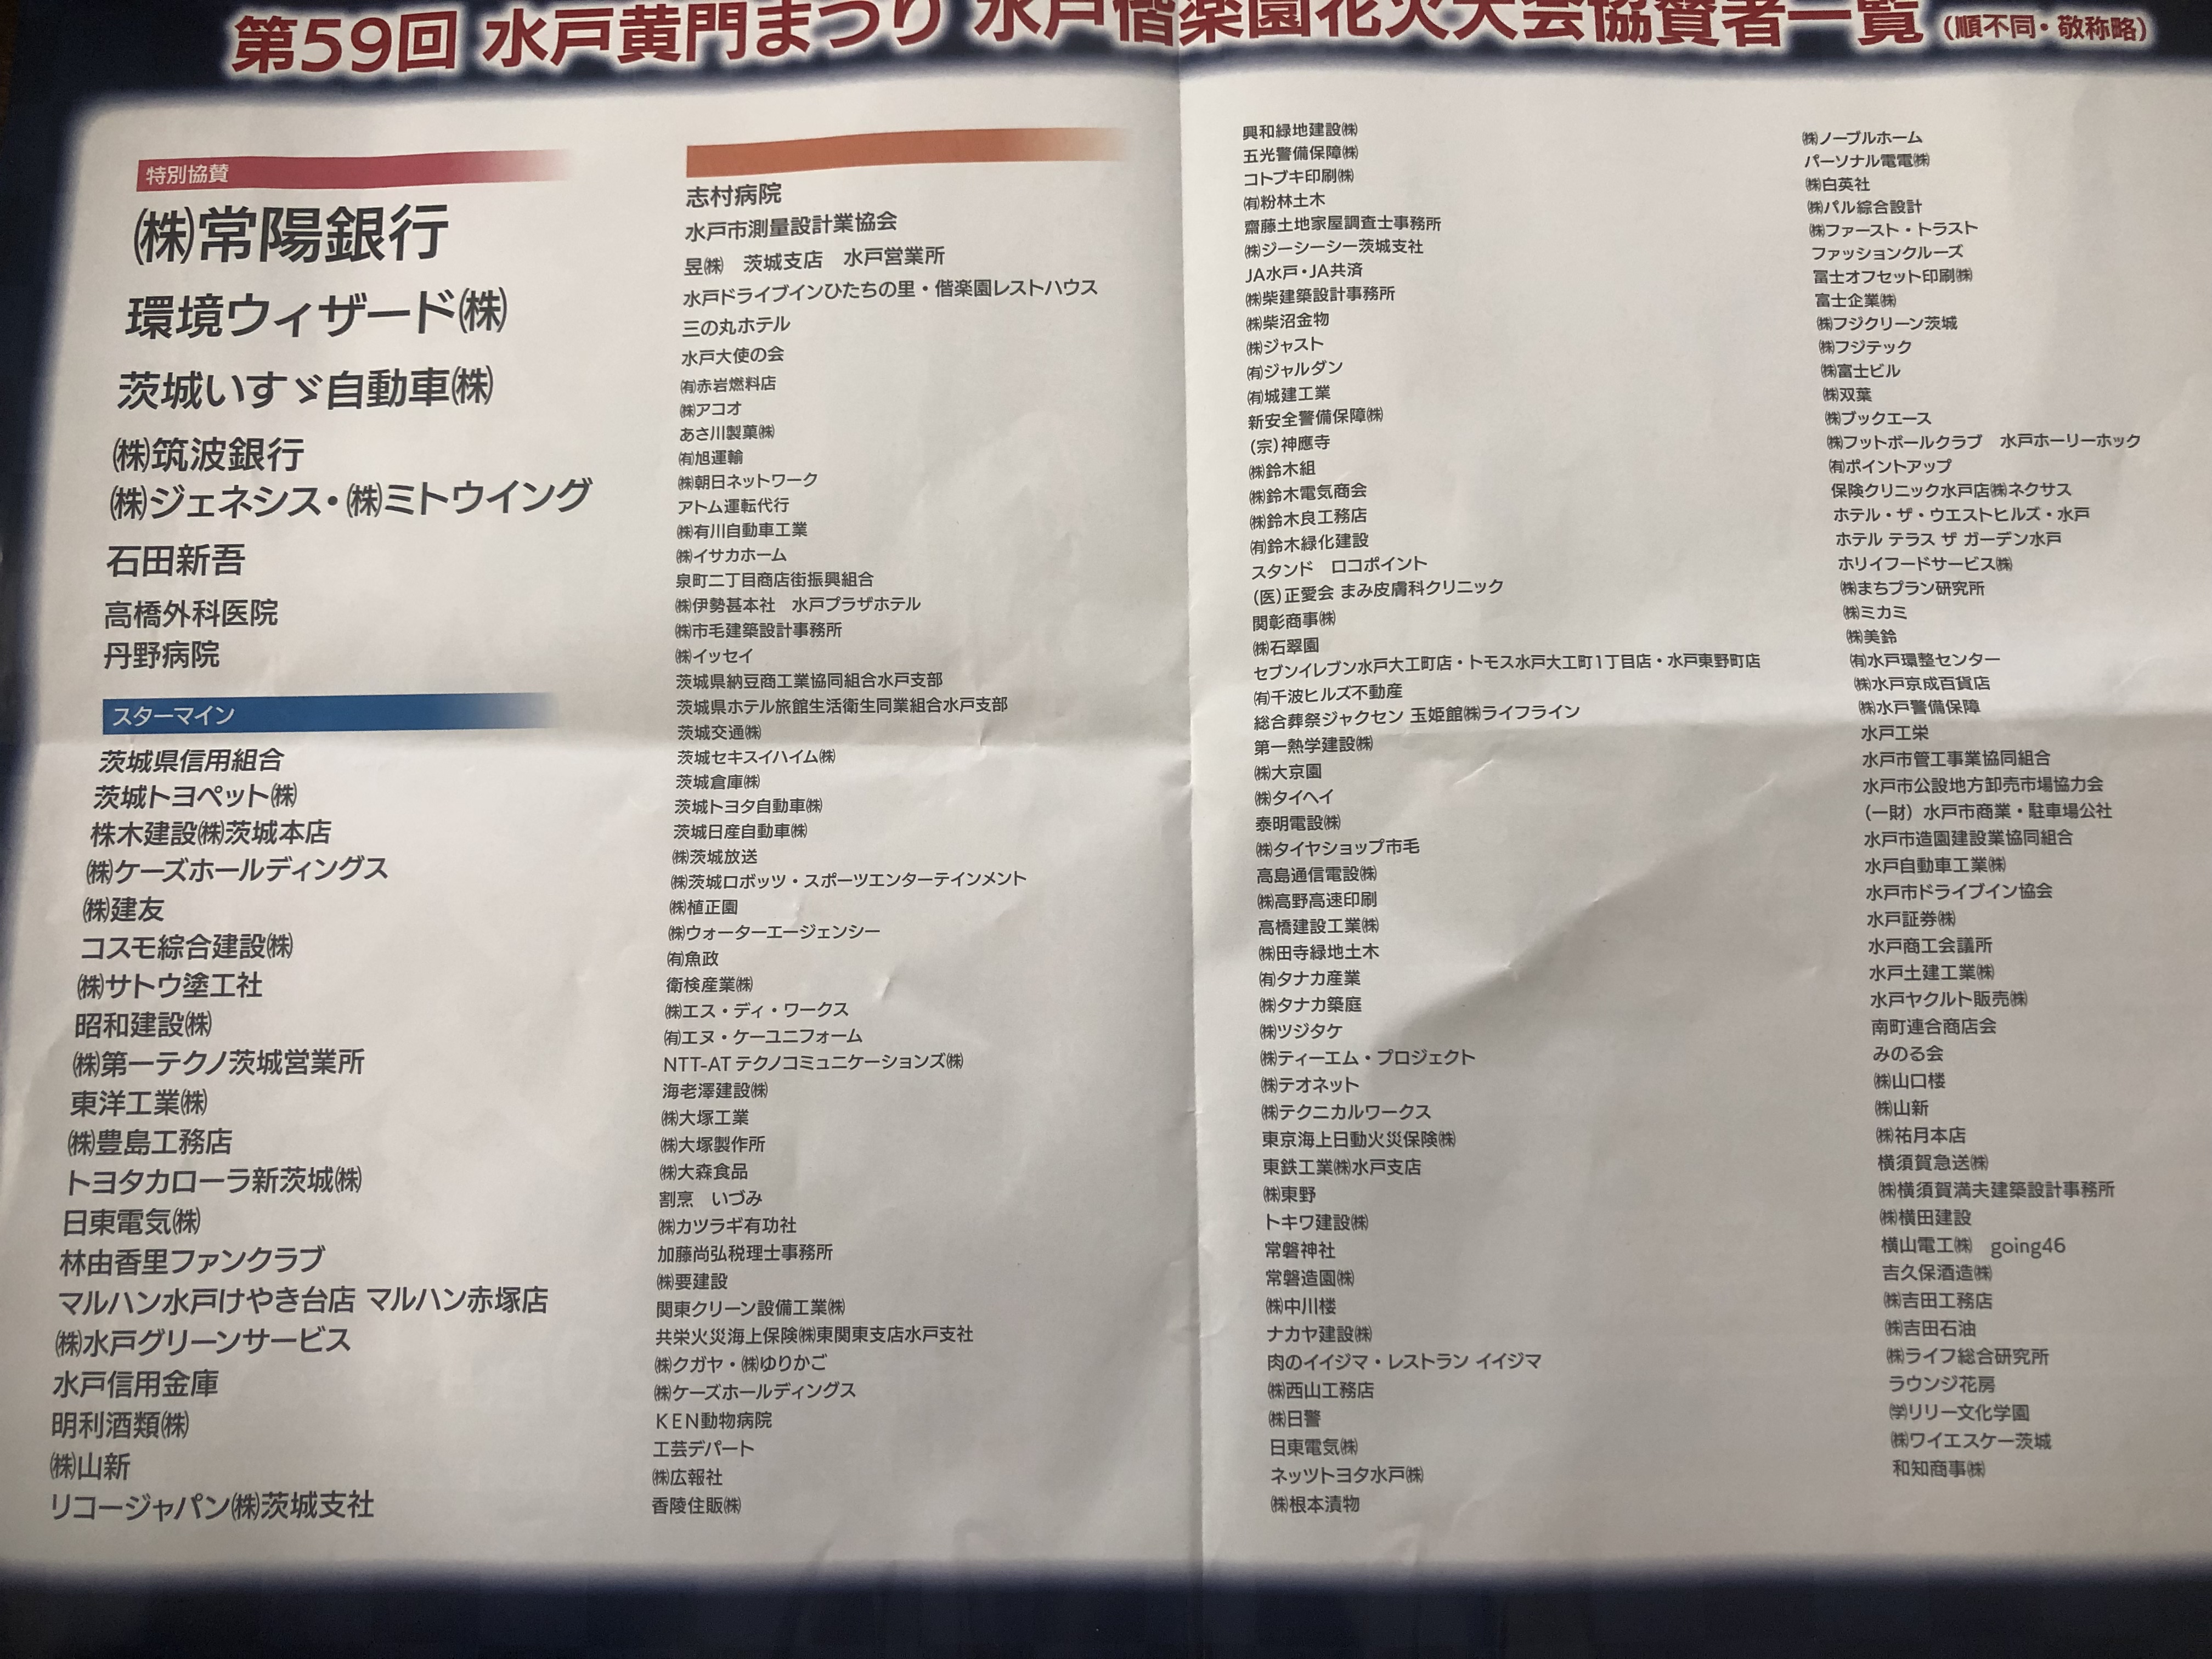 第59回 水戸黄門まつり 水戸偕楽園花火大会協賛者一覧（順不同・敬称略）
特別協賛
㈱常陽銀行
環境ウィザード㈱
茨城いすゞ自動車㈱
㈱筑波銀行
㈱ジェネシス・㈱ミトウイング
石田新吾
高橋外科医院
丹野病院
スターマイン
茨城県信用組合
茨城トヨペット㈱
株木建設㈱茨城本店
㈱ケーズホールディングス
㈱建友
コスモ綜合建設㈱
㈱サトウ塗工社
昭和建設㈱
㈱第一テクノ茨城営業所
東洋工業㈱
㈱豊島工務店
トヨタカローラ新茨城㈱
日東電気㈱
林由香里ファンクラブ
マルハン水戸けやき台店 マルハン赤塚店
㈱水戸グリーンサービス
水戸信用金庫
明利酒類㈱
㈱山新
リコージャパン㈱茨城支社
志村病院
水戸市測量設計業協会
昱㈱　茨城支店　水戸営業所
水戸ドライブインひたちの里・偕楽園レストハウス
三の丸ホテル
水戸大使の会
㈲赤岩燃料店
㈱アコオ
あさ川製菓㈱
㈲旭運輸
㈱朝日ネットワーク
アトム運転代行
㈱有川自動車工業
㈱イサカホーム
泉町二丁目商店街振興組合
㈱伊勢甚本社　水戸プラザホテル
㈱市毛建築設計事務所
㈱イッセイ
茨城県納豆商工業協同組合水戸支部
茨城県ホテル旅館生活衛生同業組合水戸支部
茨城交通㈱
茨城セキスイハイム㈱
茨城倉庫㈱
茨城トヨタ自動車㈱
茨城日産自動車㈱
㈱茨城放送
㈱茨城ロボッツ・スポーツエンターテインメント
㈱植正園
㈱ウォーターエージェンシー
㈲魚政
衛検産業㈱
㈱エス・ディ・ワークス
㈲エヌ・ケーユニフォーム
NTT-AT テクノコミュニケーションズ㈱
海老澤建設㈱
㈱大塚工業
㈱大塚製作所
㈱大森食品
割烹　いづみ
㈱カツラギ有功社
加藤尚弘税理士事務所
㈱要建設
関東クリーン設備工業㈱
共栄火災海上保険㈱東関東支店水戸支社
㈱クガヤ・㈱ゆりかご
㈱ケーズホールディングス
KEN動物病院
工芸デパート
㈱広報社
香陵住販㈱
興和緑地建設㈱
五光警備保障㈱
コトブキ印刷㈱
㈲粉林土木
齋藤土地家屋調査士事務所
㈱ジーシーシー茨城支社
JA水戸・JA共済
㈱柴建築設計事務所
㈱柴沼金物
㈱ジャスト
㈲ジャルダン
㈲城建工業
新安全警備保障㈱
（宗）神應寺
㈱鈴木組
㈱鈴木電気商会
㈱鈴木良工務店
㈲鈴木緑化建設
スタンド　ロコポイント
（医）正愛会 まみ皮膚科クリニック
関彰商事㈱
㈱石翠園
セブンイレブン水戸大工町店・トモス水戸大工町1丁目店・水戸東野町店
㈲千波ヒルズ不動産
総合葬祭ジャクセン 玉姫館㈱ライフライン
第一熱学建設㈱
㈱大京園
㈱タイヘイ
泰明電設㈱
㈱タイヤショップ市毛
高島通信電設㈱
㈱高野高速印刷
高橋建設工業㈱
㈱田寺緑地土木
㈲タナカ産業
㈱タナカ築庭
㈱ツジタケ
㈱ティーエム・プロジェクト
㈱テオネット
㈱テクニカルワークス
東京海上日動火災保険㈱
東鉄工業㈱水戸支店
㈱東野
トキワ建設㈱
常磐神社
常磐造園㈱
㈱中川楼
ナカヤ建設㈱
肉のイイジマ・レストラン イイジマ
㈱西山工務店
㈱日警
日東電気㈱
ネッツトヨタ水戸㈱
㈱根本漬物
㈱ノーブルホーム
パーソナル電電㈱
㈱白英社
㈱パル綜合設計
㈱ファースト・トラスト
ファッションクルーズ
富士オフセット印刷㈱
富士企業㈱
㈱フジクリーン茨城
㈱フジテック
㈱富士ビル
㈱双葉
㈱ブックエース
㈱フットボールクラブ　水戸ホーリーホック
㈲ポイントアップ
保険クリニック水戸店㈱ネクサス
ホテル・ザ・ウエストヒルズ・水戸
ホテル テラス ザ ガーデン水戸
ホリイフードサービス㈱
㈱まちプラン研究所
㈱ミカミ
㈱美鈴
㈲水戸環整センター
㈱水戸京成百貨店
㈱水戸警備保障
水戸工栄
水戸市管工事業協同組合
水戸市公設地方卸売市場協力会
（一財）水戸市商業・駐車場公社
水戸市造園建設業協同組合
水戸自動車工業㈱
水戸市ドライブイン協会
水戸証券㈱
水戸商工会議所
水戸土建工業㈱
水戸ヤクルト販売㈱
南町連合商店会
みのる会
㈱山口楼
㈱山新
㈱祐月本店
横須賀急送㈱
㈱横須賀満夫建築設計事務所
㈱横田建設
横山電工㈱　going46
吉久保酒造㈱
㈱吉田工務店
㈱吉田石油
㈱ライフ総合研究所
ラウンジ花房
㈻リリー文化学園
㈱ワイエスケー茨城
和知商事㈱